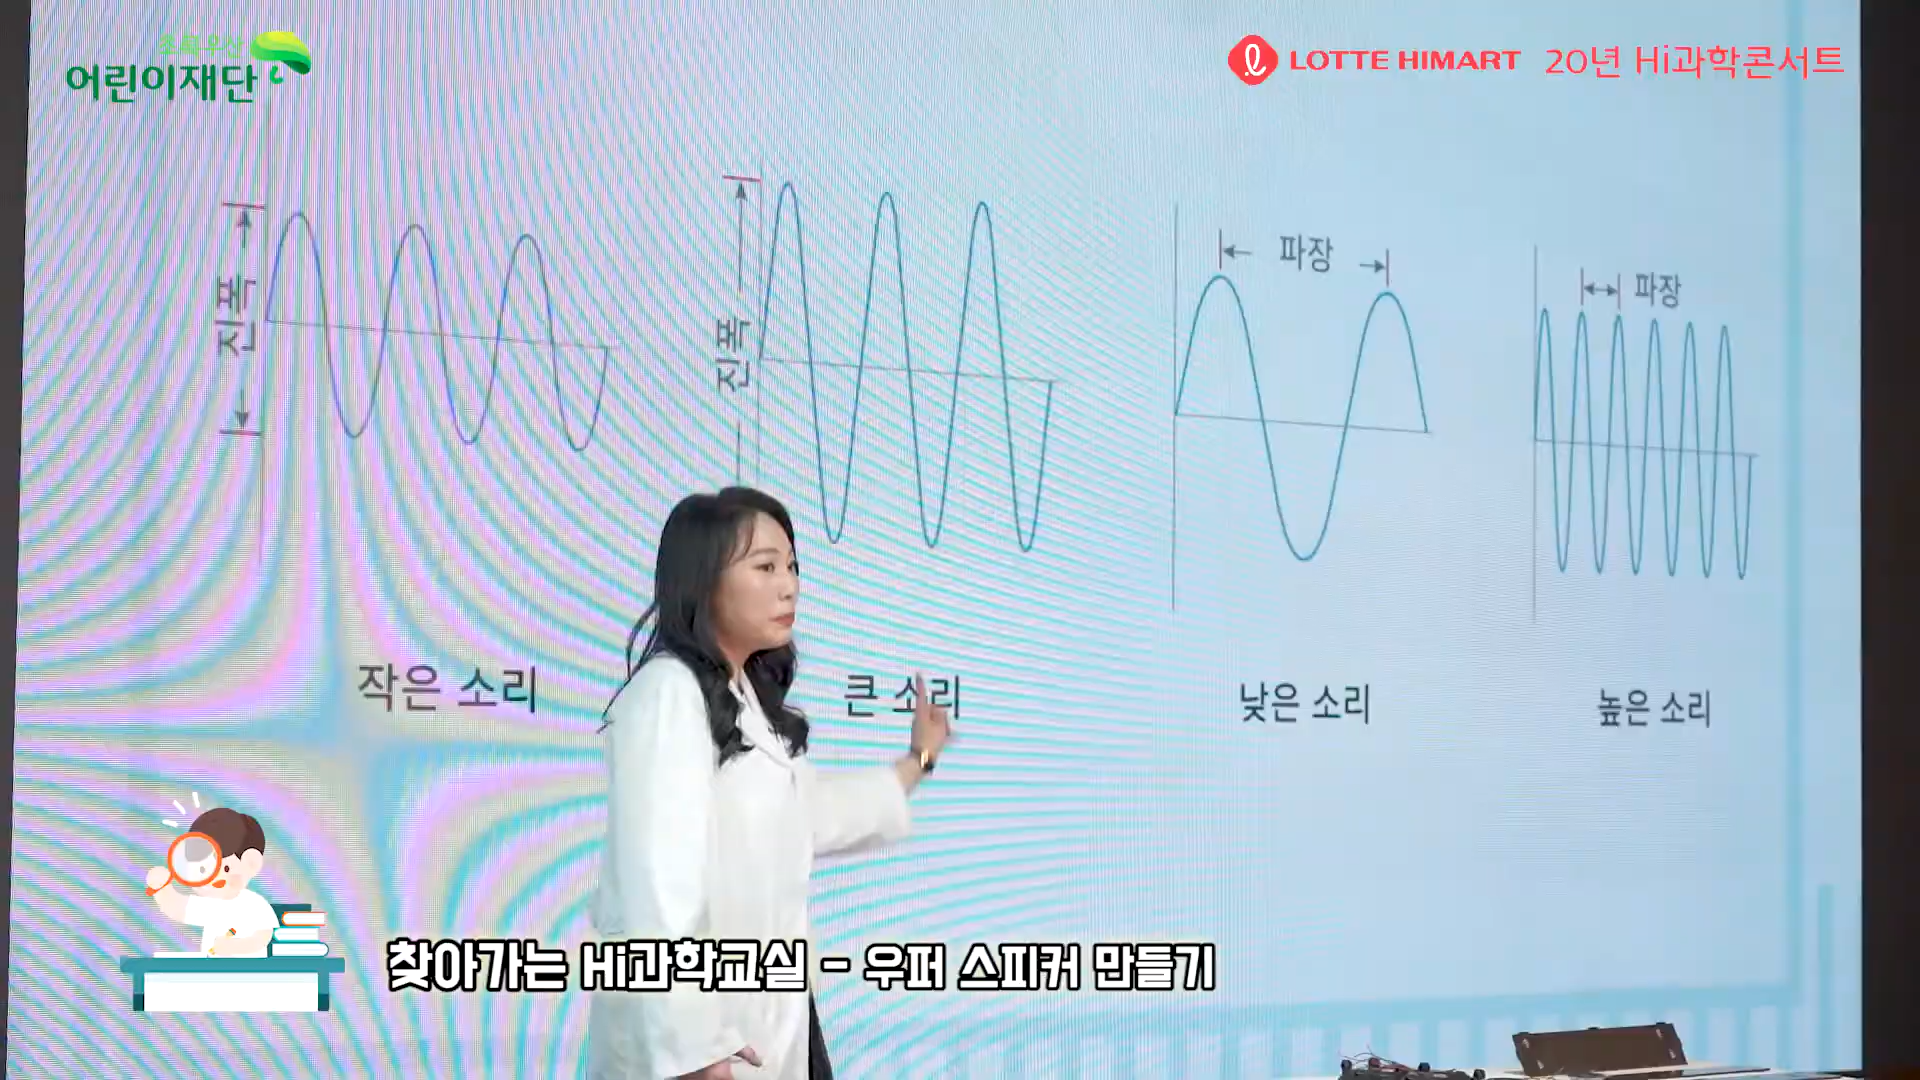 초록우산
어린이재단
LOTTE HIMART 20년 Hi과학콘서트
진폭
진폭
파장
파장
작은 소리
큰 소리
낮은 소리
높은 소리
찾아가는 Hi과학교실 - 우퍼 스피커 만들기